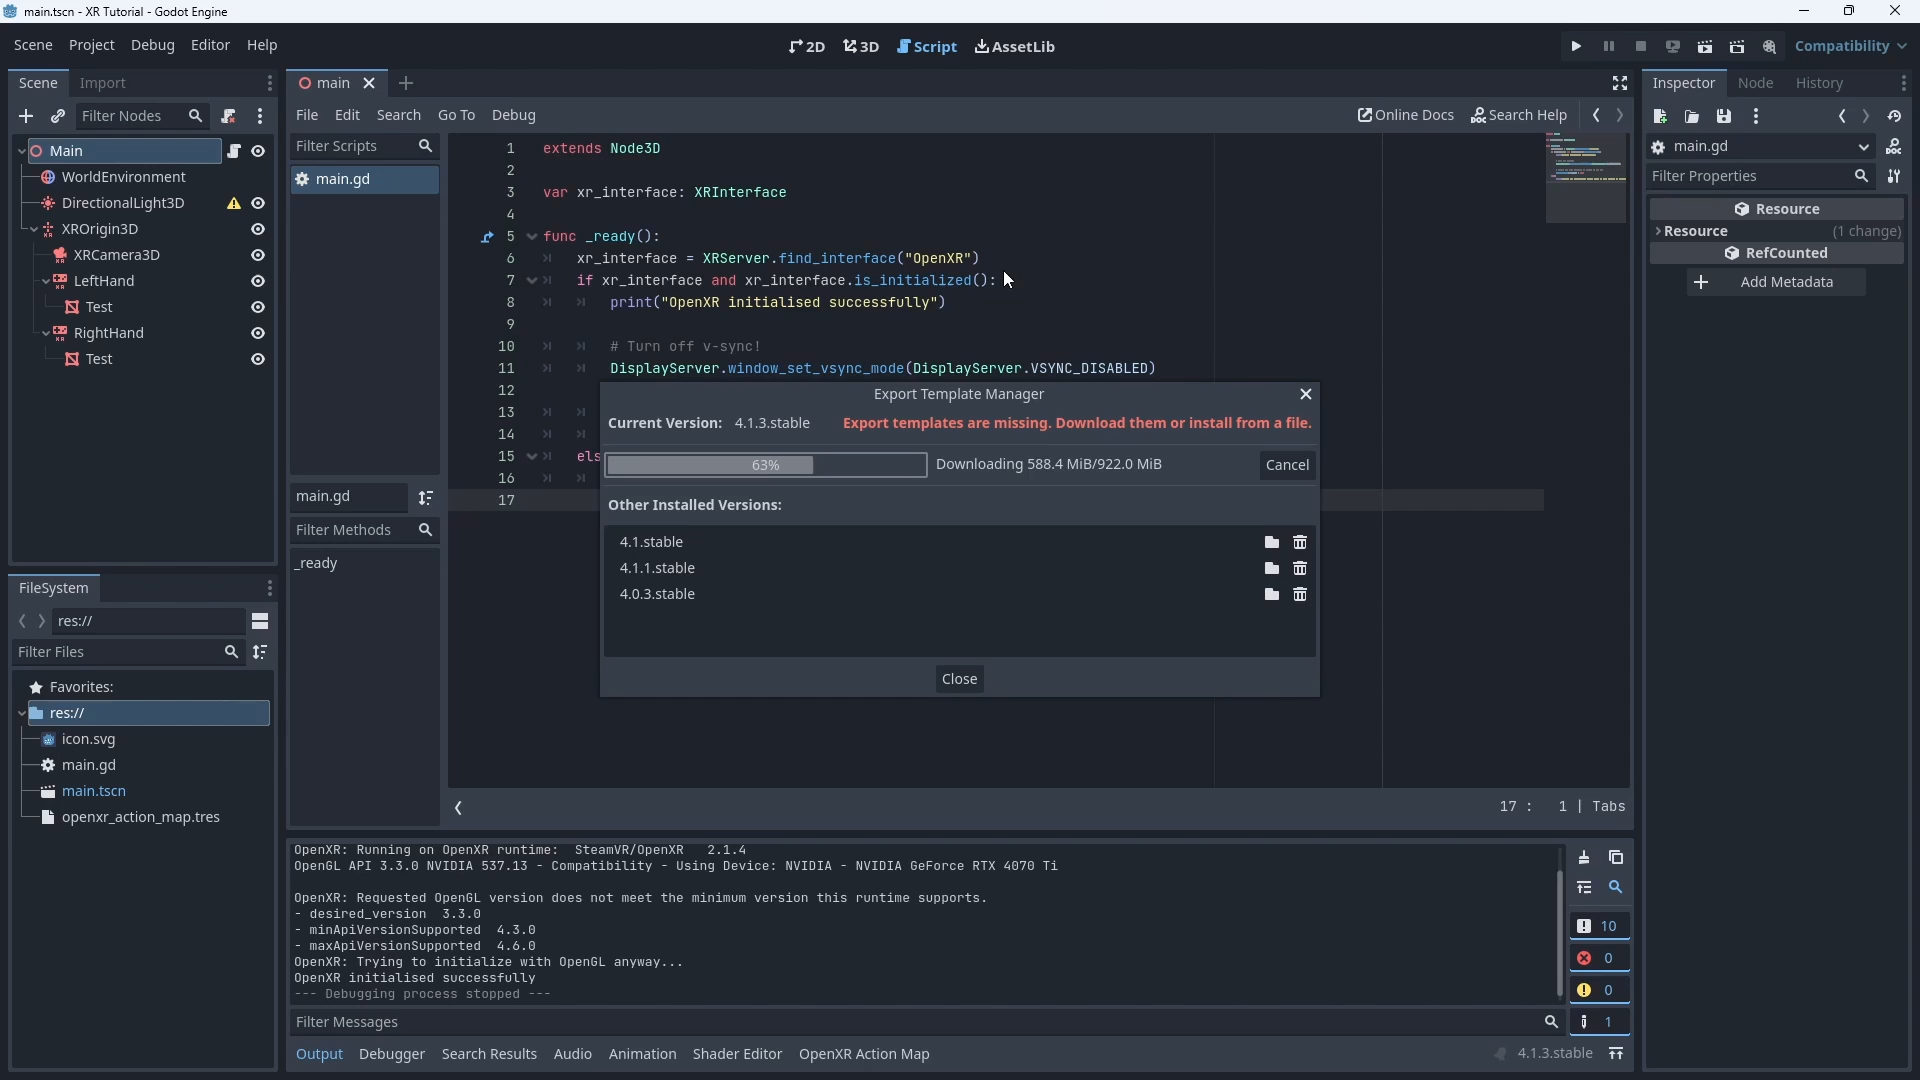 main.tscn - XR Tutorial - Godot Engine
Scene Project Debug Editor Help
2D 3D Script AssetLib
Compatibility
Scene Import
Filter Nodes
Main
WorldEnvironment
DirectionalLight3D
XROrigin3D
XRCamera3D
LeftHand
Test
RightHand
Test
FileSystem
res://
Filter Files
Favorites:
res://
icon.svg
main.gd
main.tscn
openxr_action_map.tres
main
File Edit Search Go To Debug
Online Docs Search Help
Filter Scripts
main.gd
main.gd
Filter Methods
_ready
1 extends Node3D
2
3 var xr_interface: XRInterface
4
5 func _ready():
6 xr_interface = XRServer.find_interface("OpenXR")
7 if xr_interface and xr_interface.is_initialized():
8 print("OpenXR initialised successfully")
9
10 # Turn off v-sync!
11 DisplayServer.window_set_vsync_mode(DisplayServer.VSYNC_DISABLED)
12
13
14
15 els
16
17
Export Template Manager
Current Version: 4.1.3.stable Export templates are missing. Download them or install from a file.
63% Downloading 588.4 MiB/922.0 MiB Cancel
Other Installed Versions:
4.1.stable
4.1.1.stable
4.0.3.stable
Close
17 : 1 | Tabs
OpenXR: Running on OpenXR runtime: SteamVR/OpenXR 2.1.4
OpenGL API 3.3.0 NVIDIA 537.13 - Compatibility - Using Device: NVIDIA - NVIDIA GeForce RTX 4070 Ti
OpenXR: Requested OpenGL version does not meet the minimum version this runtime supports.
- desired_version 3.3.0
- minApiVersionSupported 4.3.0
- maxApiVersionSupported 4.6.0
OpenXR: Trying to initialize with OpenGL anyway...
OpenXR initialised successfully
--- Debugging process stopped ---
10
0
0
1
Filter Messages
Output Debugger Search Results Audio Animation Shader Editor OpenXR Action Map
4.1.3.stable
Inspector Node History
main.gd
Filter Properties
Resource
Resource (1 change)
RefCounted
Add Metadata